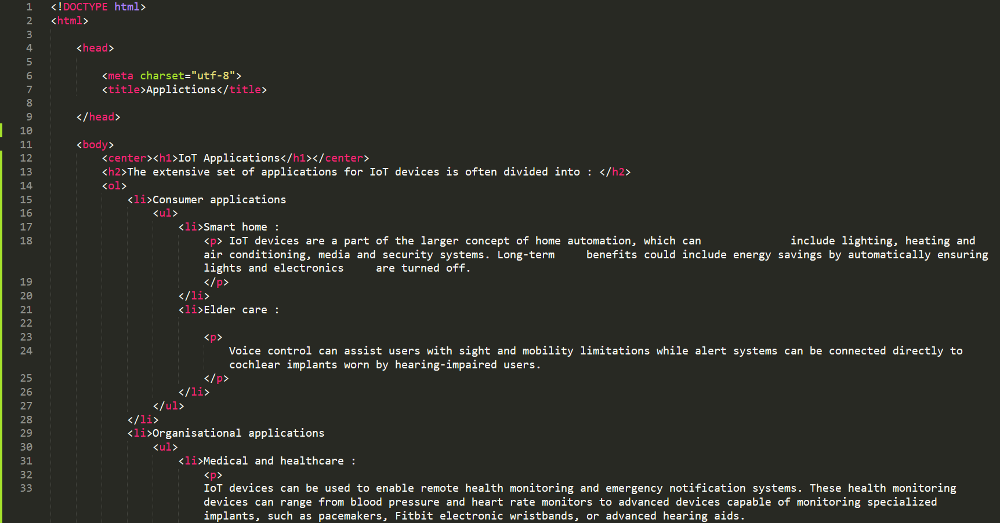 1 <!DOCTYPE html>
2 <html>
3
4 <head>
5
6 <meta charset="utf-8">
7 <title>Applictions</title>
8
9 </head>
10
11 <body>
12 <center><h1>IoT Applications</h1></center>
13 <h2>The extensive set of applications for IoT devices is often divided into : </h2>
14 <ol>
15 <li>Consumer applications
16 <ul>
17 <li>Smart home :
18 <p> IoT devices are a part of the larger concept of home automation, which can include lighting, heating and
air conditioning, media and security systems. Long-term benefits could include energy savings by automatically ensuring
lights and electronics are turned off.
19 </p>
20 </li>
21 <li>Elder care :
22
23 <p>
24 Voice control can assist users with sight and mobility limitations while alert systems can be connected directly to
cochlear implants worn by hearing-impaired users.
25 </p>
26 </li>
27 </ul>
28 </li>
29 <li>Organisational applications
30 <ul>
31 <li>Medical and healthcare :
32 <p>
33 IoT devices can be used to enable remote health monitoring and emergency notification systems. These health monitoring
devices can range from blood pressure and heart rate monitors to advanced devices capable of monitoring specialized
implants, such as pacemakers, Fitbit electronic wristbands, or advanced hearing aids.